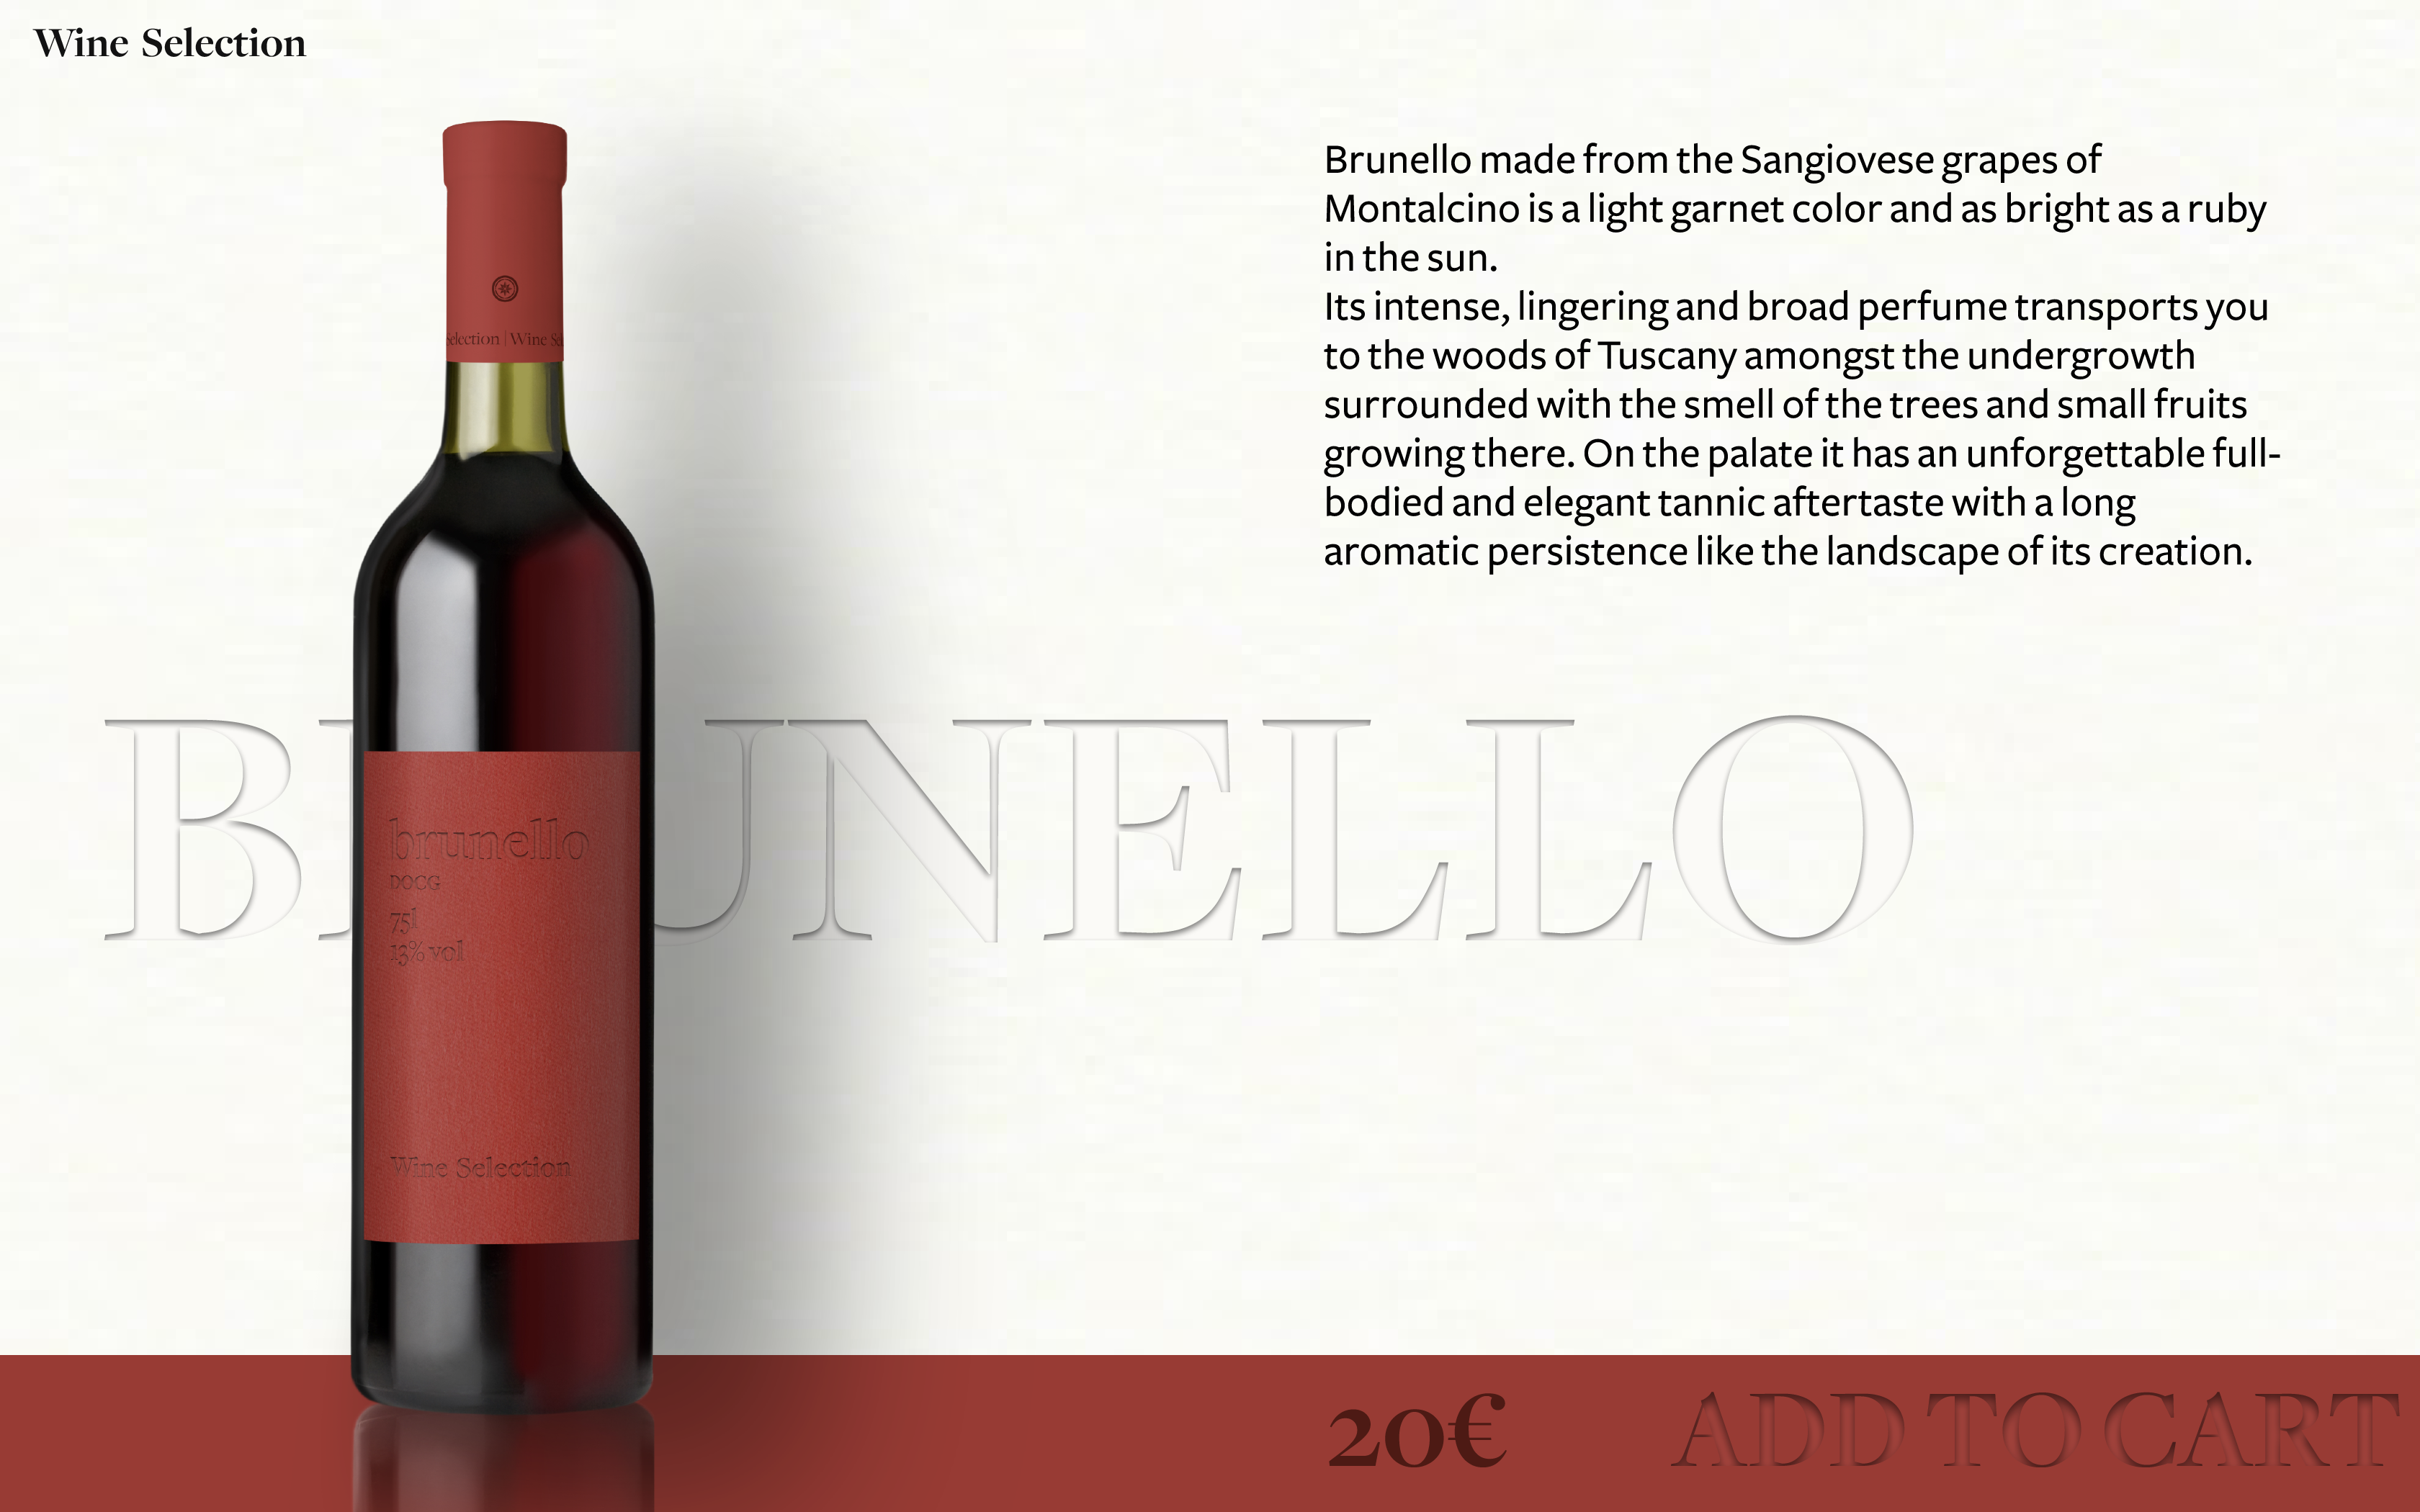 Wine Selection
Selection | Wine Se
Brunello made from the Sangiovese grapes of
Montalcino is a light garnet color and as bright as a ruby
in the sun.
Its intense, lingering and broad perfume transports you
to the woods of Tuscany amongst the undergrowth
surrounded with the smell of the trees and small fruits
growing there. On the palate it has an unforgettable full-
bodied and elegant tannic aftertaste with a long
aromatic persistence like the landscape of its creation.
BRUNELLO
brunello
DOCG
75l
13% vol
Wine Selection
20€
ADD TO CART